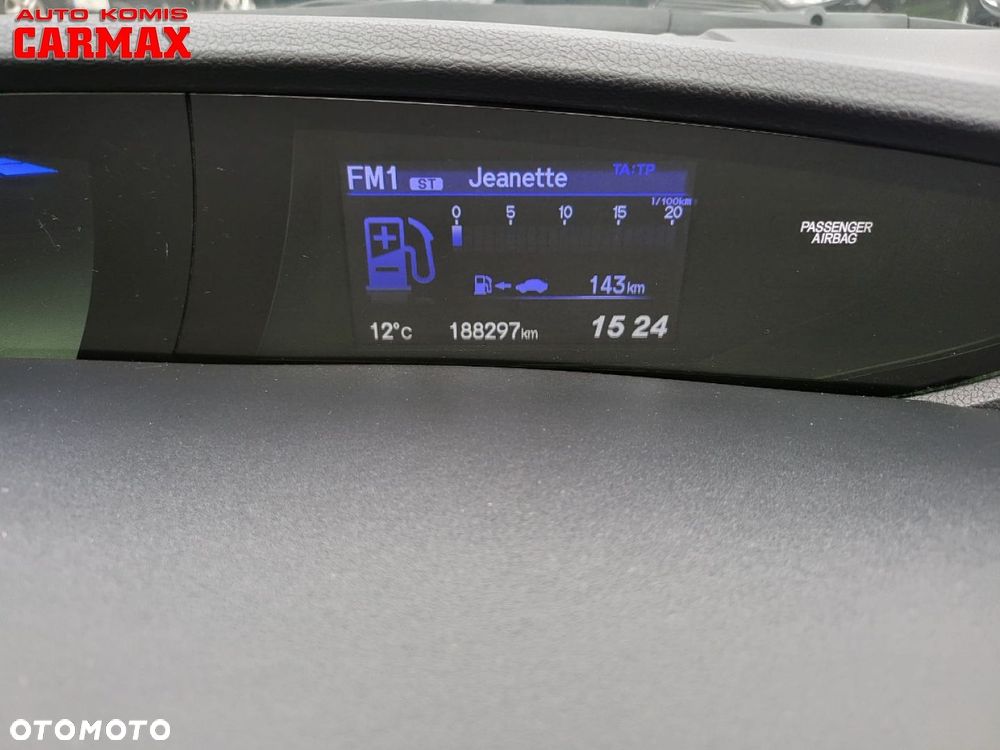 AUTO KOMIS
CARMAX
FM1 ST Jeanette TA:TP
l/100km
0 5 10 15 20
PASSENGER
AIRBAG
143km
12°C 188297km 15 24
OTOMOTO